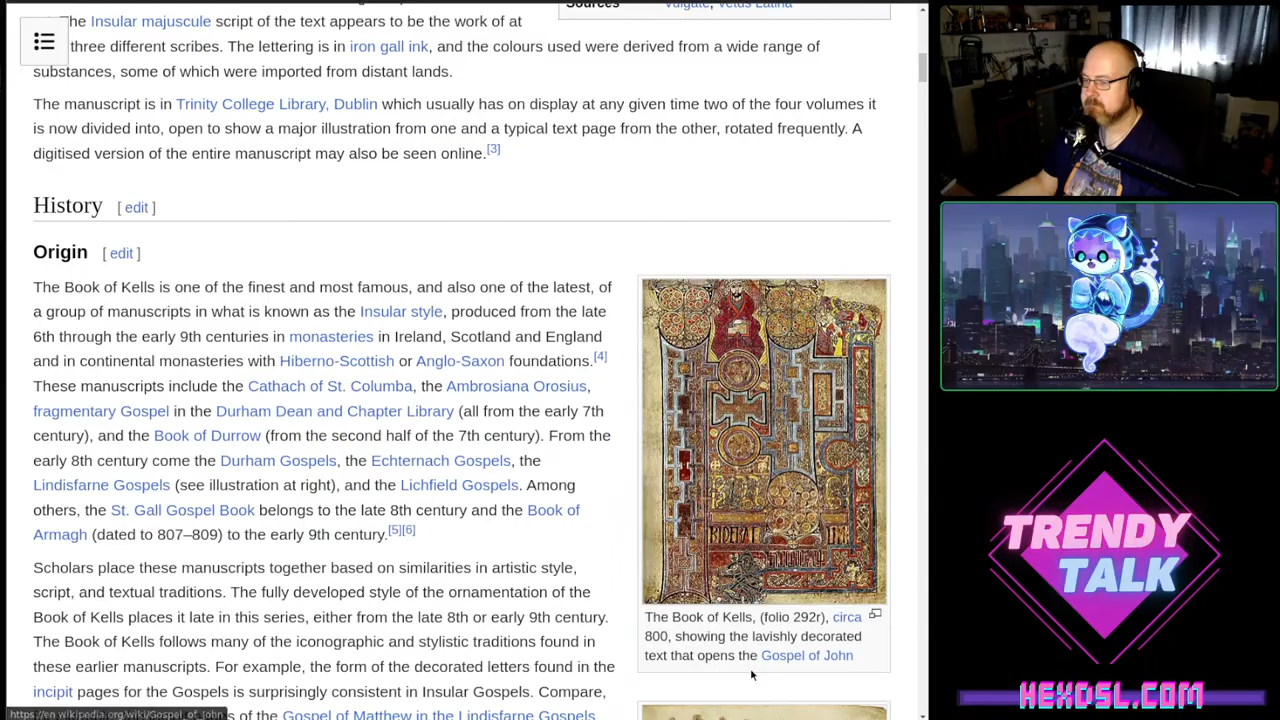 The Insular majuscule script of the text appears to be the work of at
three different scribes. The lettering is in iron gall ink, and the colours used were derived from a wide range of
substances, some of which were imported from distant lands.
Sources Vulgate, Vetus Latina
The manuscript is in Trinity College Library, Dublin which usually has on display at any given time two of the four volumes it
is now divided into, open to show a major illustration from one and a typical text page from the other, rotated frequently. A
digitised version of the entire manuscript may also be seen online.[3]
History [ edit ]
Origin [ edit ]
The Book of Kells is one of the finest and most famous, and also one of the latest, of
a group of manuscripts in what is known as the Insular style, produced from the late
6th through the early 9th centuries in monasteries in Ireland, Scotland and England
and in continental monasteries with Hiberno-Scottish or Anglo-Saxon foundations.[4]
These manuscripts include the Cathach of St. Columba, the Ambrosiana Orosius,
fragmentary Gospel in the Durham Dean and Chapter Library (all from the early 7th
century), and the Book of Durrow (from the second half of the 7th century). From the
early 8th century come the Durham Gospels, the Echternach Gospels, the
Lindisfarne Gospels (see illustration at right), and the Lichfield Gospels. Among
others, the St. Gall Gospel Book belongs to the late 8th century and the Book of
Armagh (dated to 807–809) to the early 9th century.[5][6]
Scholars place these manuscripts together based on similarities in artistic style,
script, and textual traditions. The fully developed style of the ornamentation of the
Book of Kells places it late in this series, either from the late 8th or early 9th century.
The Book of Kells follows many of the iconographic and stylistic traditions found in
these earlier manuscripts. For example, the form of the decorated letters found in the
incipit pages for the Gospels is surprisingly consistent in Insular Gospels. Compare,
of the Gospel of Matthew in the Lindisfarne Gospels
https://en.wikipedia.org/wiki/Gospel_of_John
The Book of Kells, (folio 292r), circa
800, showing the lavishly decorated
text that opens the Gospel of John
TRENDY
TALK
HEXDSL.COM